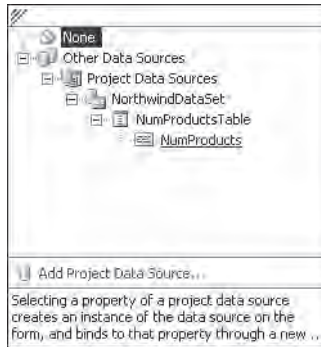 None
Other Data Sources
Project Data Sources
NorthwindDataSet
NumProductsTable
NumProducts
Add Project Data Source...
Selecting a property of a project data source
creates an instance of the data source on the
form, and binds to that property through a new ...